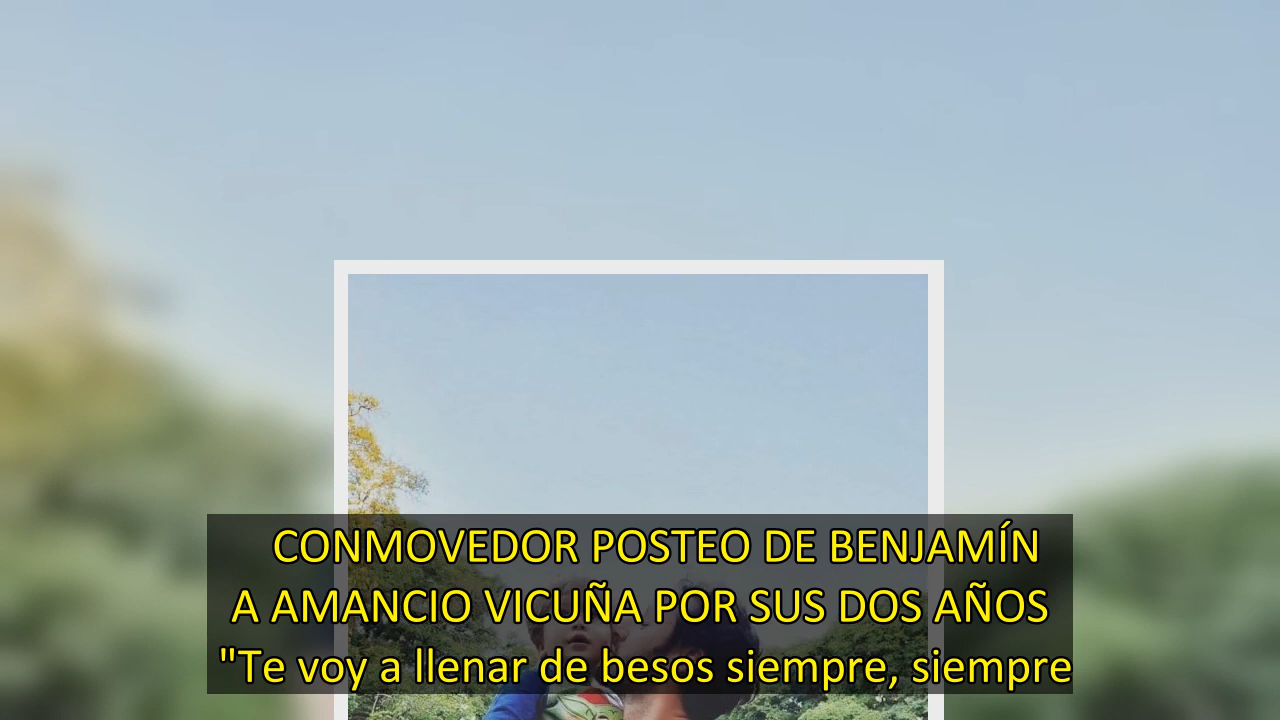 CONMOVEDOR POSTEO DE BENJAMÍN
A AMANCIO VICUÑA POR SUS DOS AÑOS
"Te voy a llenar de besos siempre, siempre